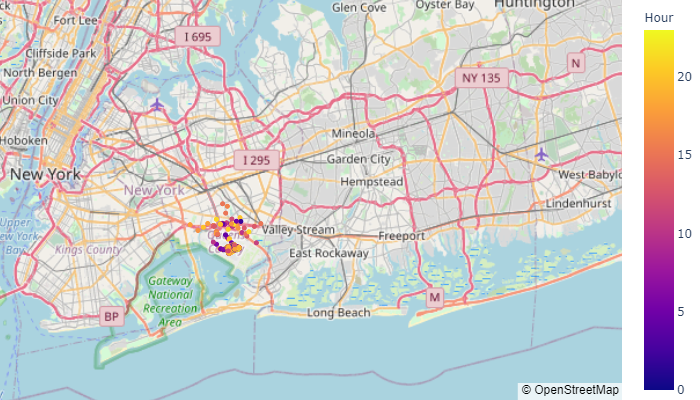 Glen Cove
Oyster Bay
Huntington
Hour
Fort Lee
I 695
Cliffside Park
North Bergen
NY 135
N
20
Union City
Hoboken
Mineola
I 295
Garden City
15
New York
New York
Hempstead
West Babylo
Lindenhurst
Upper
New York
Bay
Kings County
Valley Stream
Freeport
10
East Rockaway
Gateway
National
Recreation
Area
M
BP
Long Beach
5
0
© OpenStreetMap